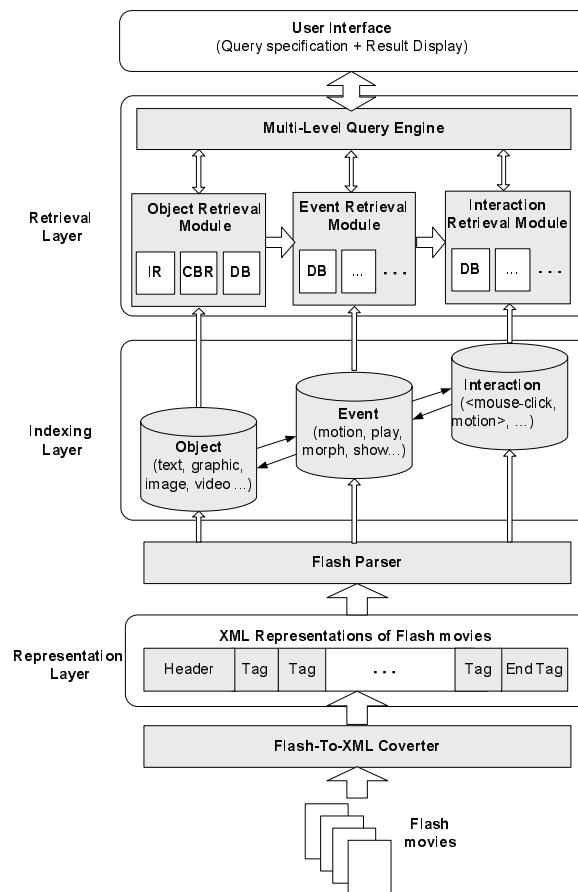 User Interface
(Query specification + Result Display)
Multi-Level Query Engine
Retrieval
Layer
Object Retrieval
Module
IR
CBR
DB
Event Retrieval
Module
DB
...
. . .
Interaction
Retrieval Module
DB
...
. . .
Indexing
Layer
Object
(text, graphic,
image, video ...)
Event
(motion, play,
morph, show...)
Interaction
(<mouse-click,
motion>, ...)
Flash Parser
Representation
Layer
XML Representations of Flash movies
Header
Tag
Tag
. . .
Tag
End Tag
Flash-To-XML Coverter
Flash
movies